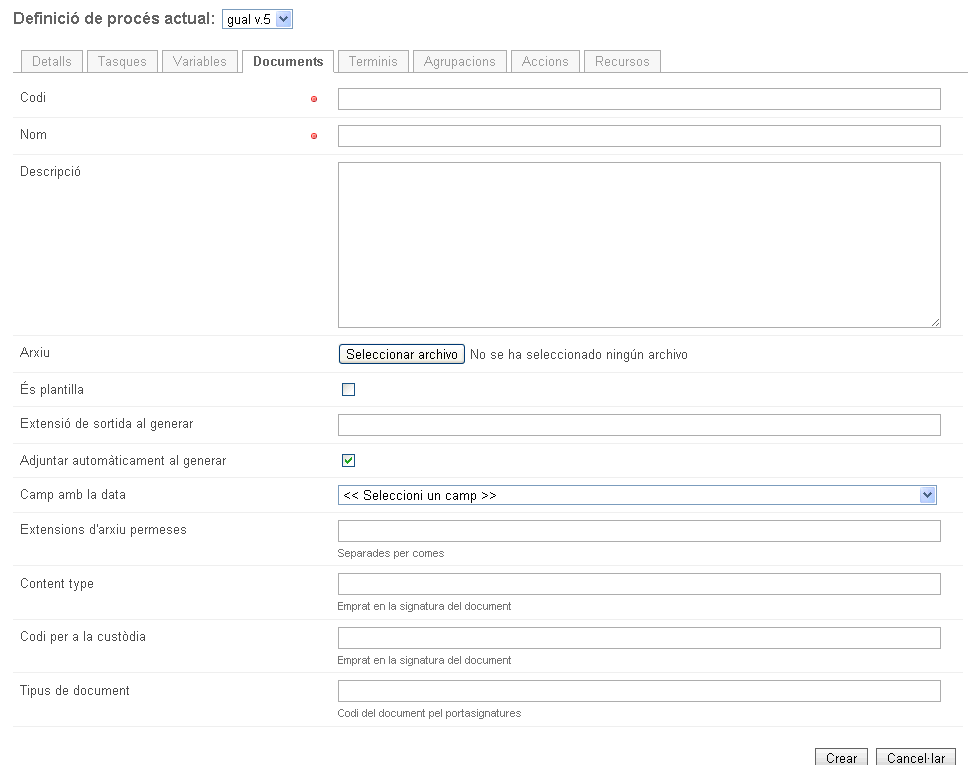 Definició de procés actual: gual v.5
Detalls Tasques Variables Documents Terminis Agrupacions Accions Recursos
Codi
Nom
Descripció
Arxiu Seleccionar archivo No se ha seleccionado ningún archivo
És plantilla
Extensió de sortida al generar
Adjuntar automàticament al generar
Camp amb la data << Seleccioni un camp >>
Extensions d'arxiu permeses
Separades per comes
Content type
Emprat en la signatura del document
Codi per a la custòdia
Emprat en la signatura del document
Tipus de document
Codi del document pel portasignatures
Crear Cancel·lar